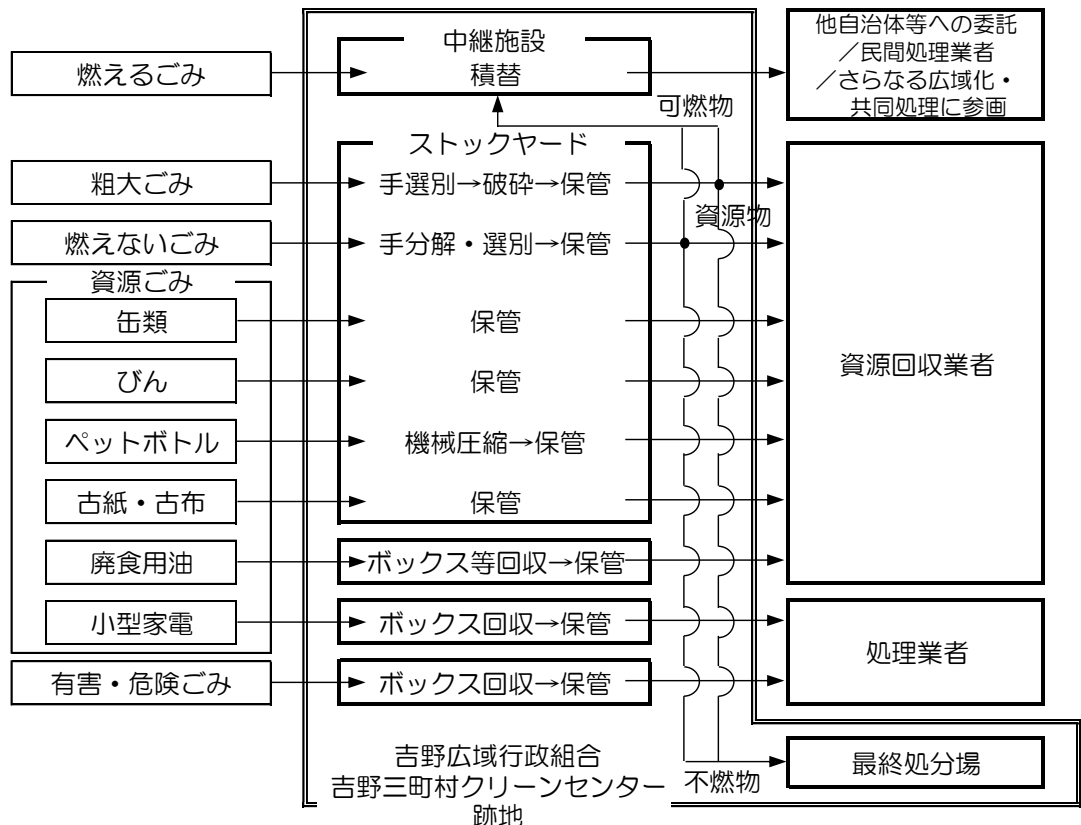 燃えるごみ
中継施設
積替
他自治体等への委託
／民間処理業者
／さらなる広域化・
共同処理に参画
可燃物
ストックヤード
粗大ごみ
手選別→破砕→保管
資源物
燃えないごみ
手分解・選別→保管
資源ごみ
缶類
保管
びん
保管
資源回収業者
ペットボトル
機械圧縮→保管
古紙・古布
保管
廃食用油
ボックス等回収→保管
小型家電
ボックス回収→保管
処理業者
有害・危険ごみ
ボックス回収→保管
吉野広域行政組合
吉野三町村クリーンセンター
跡地
不燃物
最終処分場